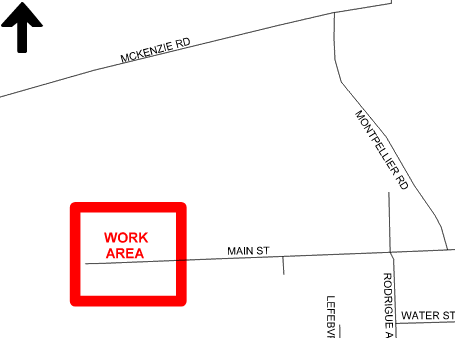 MCKENZIE RD
MONTPELLIER RD
WORK
AREA
MAIN ST
LEFEBV
RODRIGUE A
WATER ST